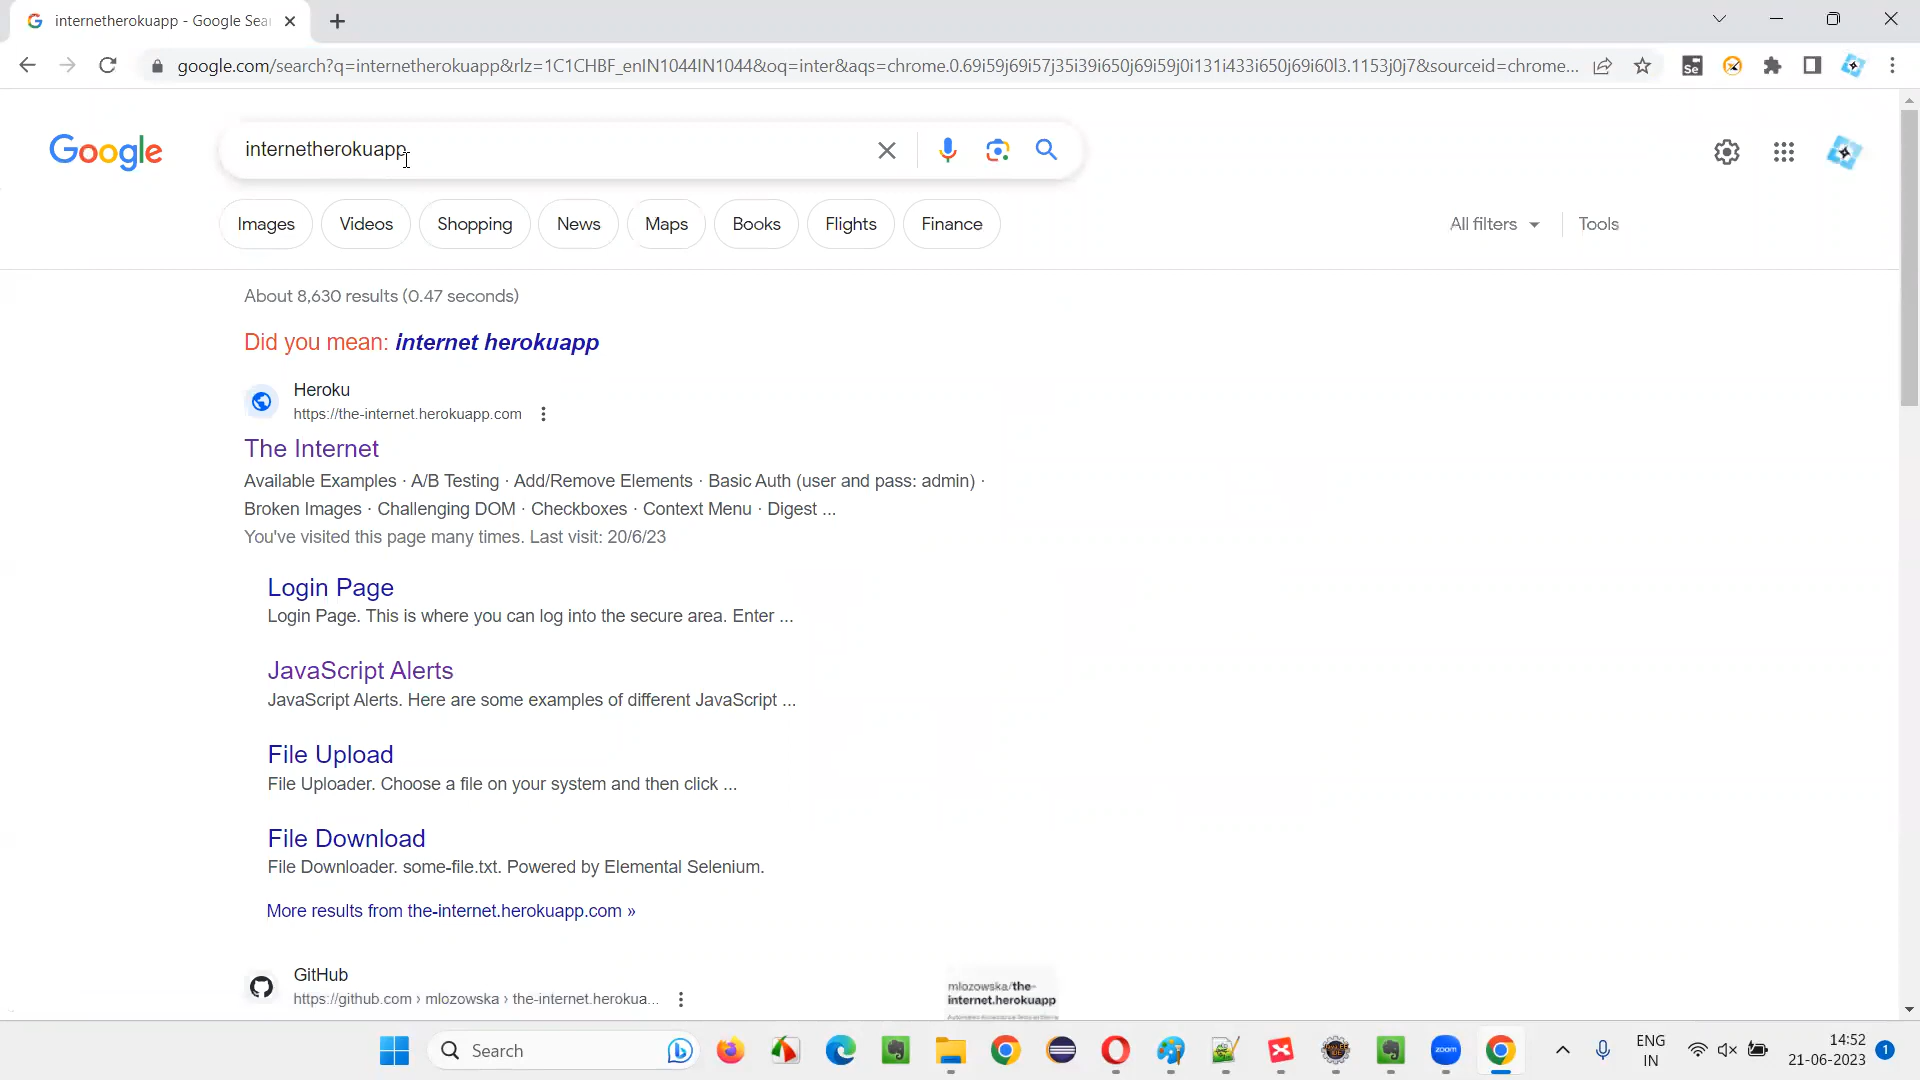 internetherokuapp - Google Sea
google.com/search?q=internetherokuapp&rlz=1C1CHBF_enIN1044IN1044&oq=inter&aqs=chrome.0.69i59j69i57j35i39i650j69i59j0i131i433i650j69i60l3.1153j0j7&sourceid=chrome...
Se
Google
internetherokuapp
Images
Videos
Shopping
News
Maps
Books
Flights
Finance
All filters
Tools
About 8,630 results (0.47 seconds)
Did you mean: internet herokuapp
Heroku
https://the-internet.herokuapp.com
The Internet
Available Examples · A/B Testing · Add/Remove Elements · Basic Auth (user and pass: admin) ·
Broken Images · Challenging DOM · Checkboxes · Context Menu · Digest ...
You've visited this page many times. Last visit: 20/6/23
Login Page
Login Page. This is where you can log into the secure area. Enter ...
JavaScript Alerts
JavaScript Alerts. Here are some examples of different JavaScript ...
File Upload
File Uploader. Choose a file on your system and then click ...
File Download
File Downloader. some-file.txt. Powered by Elemental Selenium.
More results from the-internet.herokuapp.com »
GitHub
https://github.com › mlozowska › the-internet.herokua...
mlozowska/the-
internet.herokuapp
Search
zoom
ENG
IN
14:52
21-06-2023
1